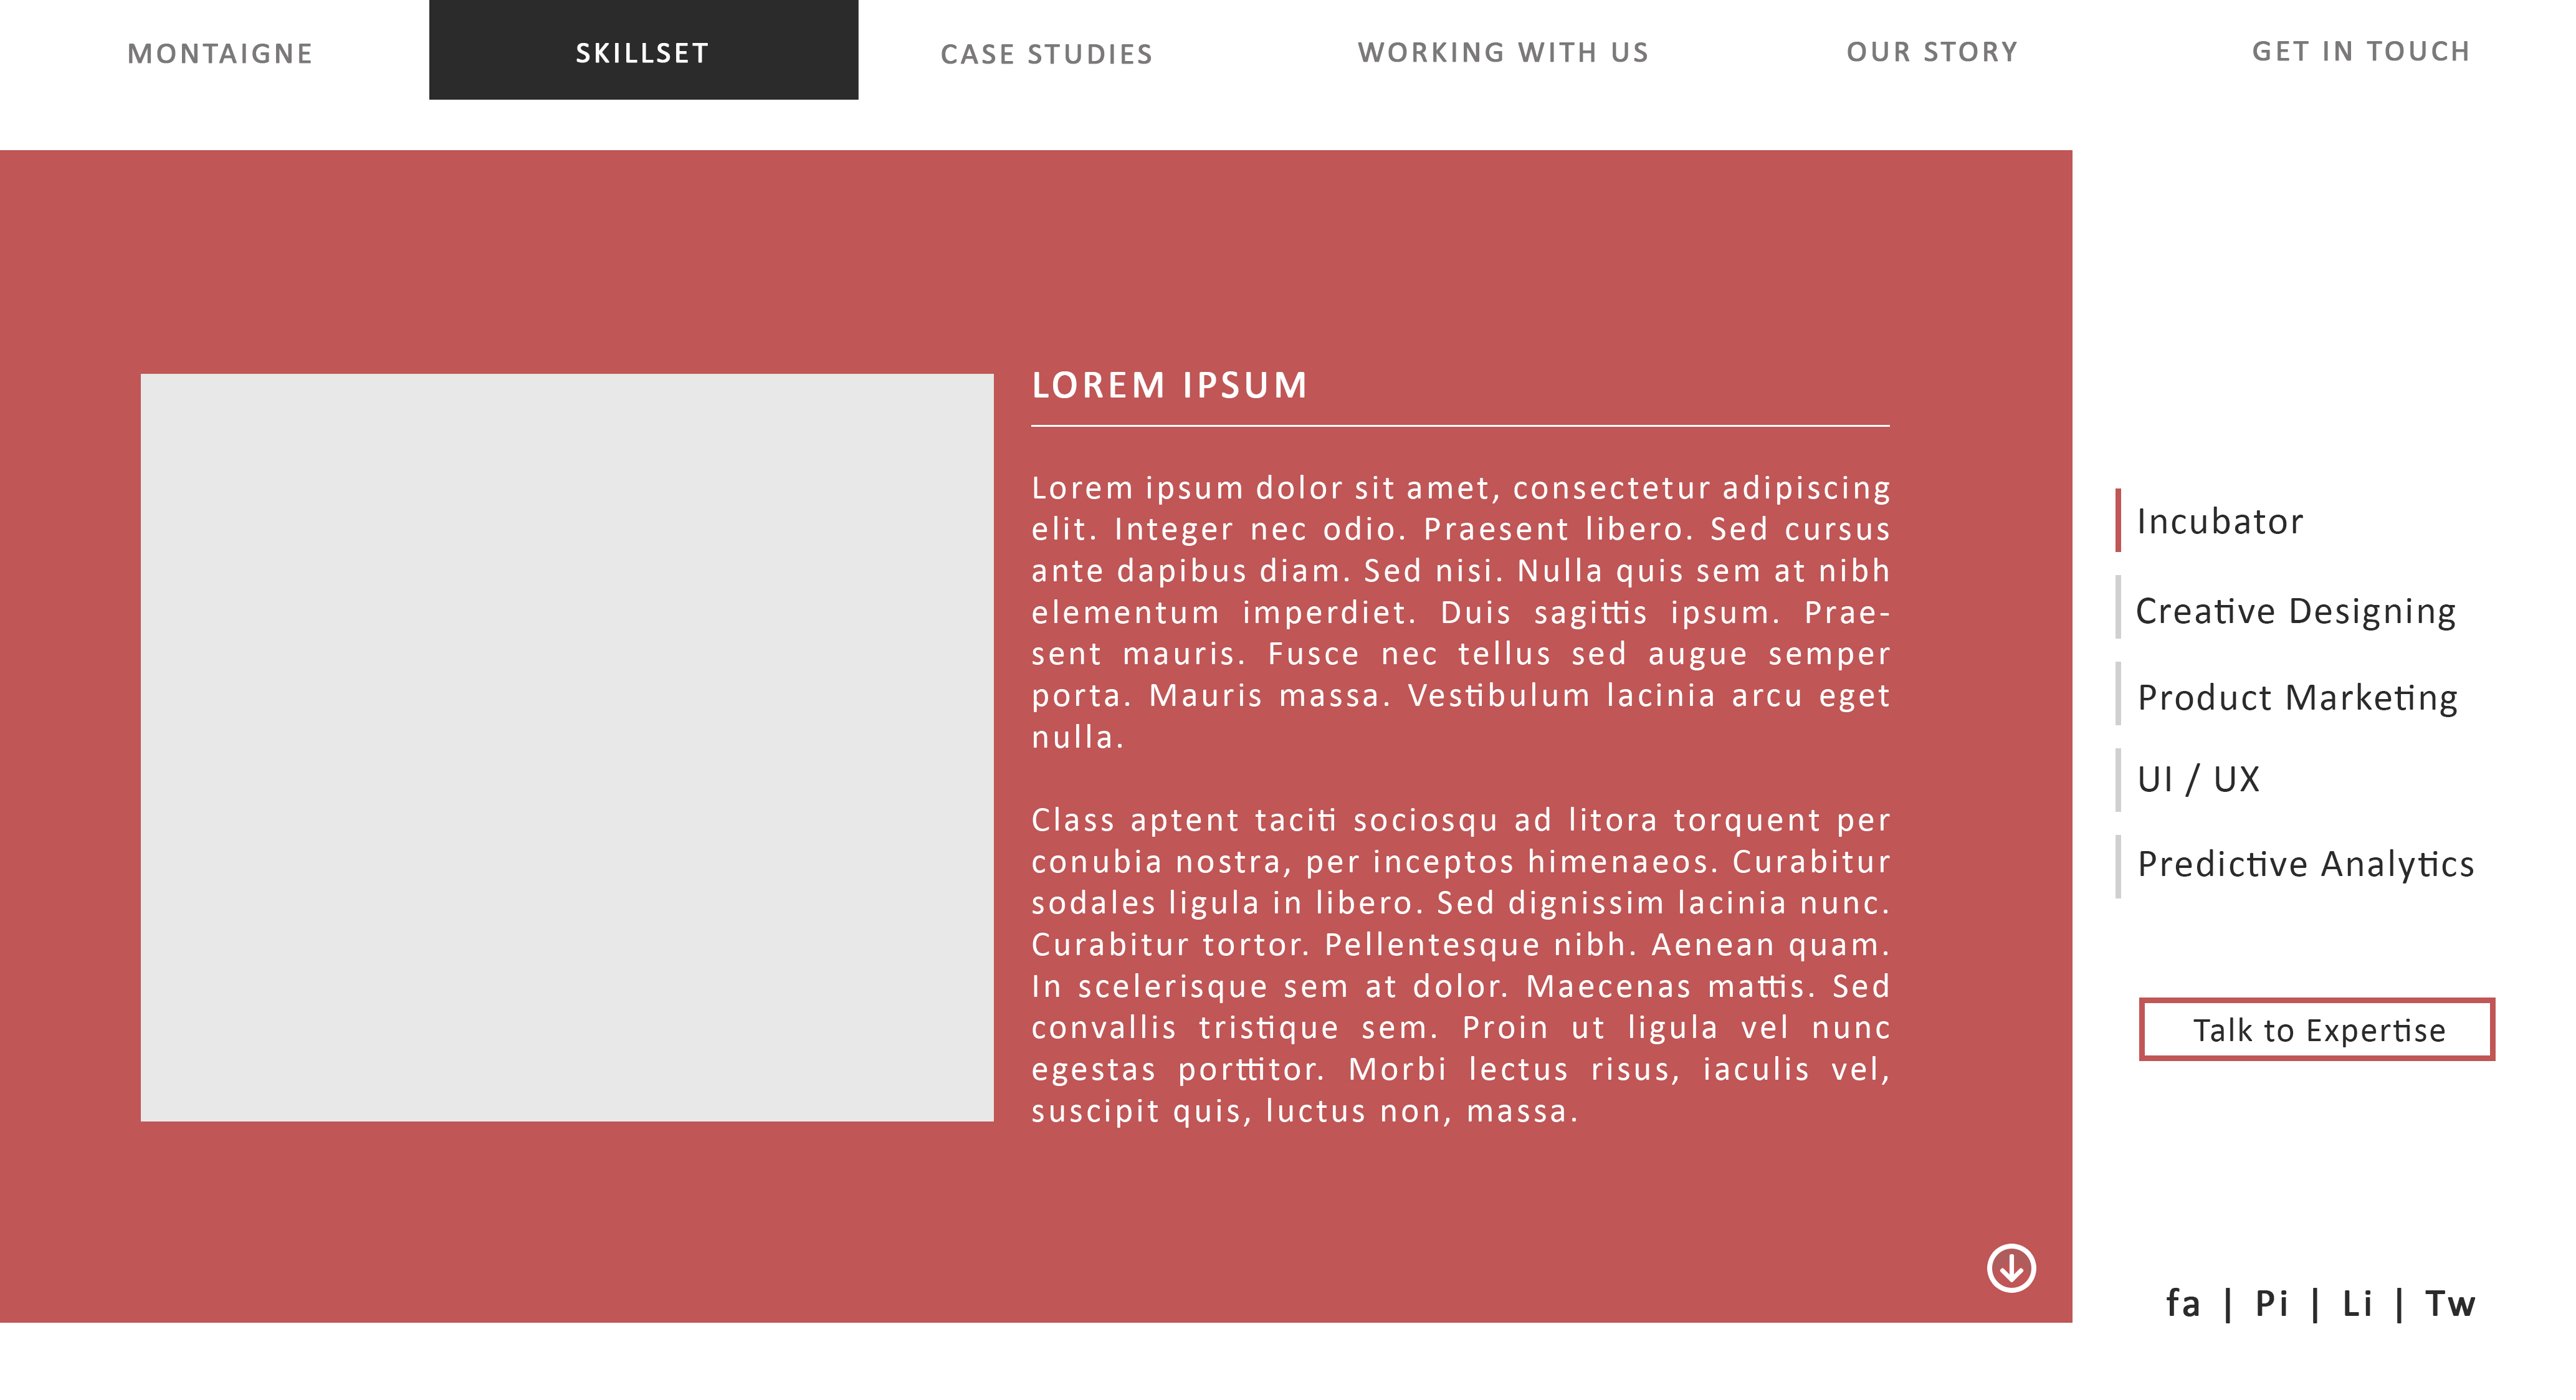 MONTAIGNE
SKILLSET
CASE STUDIES
WORKING WITH US
OUR STORY
GET IN TOUCH
LOREM IPSUM
Lorem ipsum dolor sit amet, consectetur adipiscing
elit. Integer nec odio. Praesent libero. Sed cursus
ante dapibus diam. Sed nisi. Nulla quis sem at nibh
elementum imperdiet. Duis sagittis ipsum. Prae-
sent mauris. Fusce nec tellus sed augue semper
porta. Mauris massa. Vestibulum lacinia arcu eget
nulla.
Class aptent taciti sociosqu ad litora torquent per
conubia nostra, per inceptos himenaeos. Curabitur
sodales ligula in libero. Sed dignissim lacinia nunc.
Curabitur tortor. Pellentesque nibh. Aenean quam.
In scelerisque sem at dolor. Maecenas mattis. Sed
convallis tristique sem. Proin ut ligula vel nunc
egestas porttitor. Morbi lectus risus, iaculis vel,
suscipit quis, luctus non, massa.
Incubator
Creative Designing
Product Marketing
UI / UX
Predictive Analytics
Talk to Expertise
fa | Pi | Li | Tw